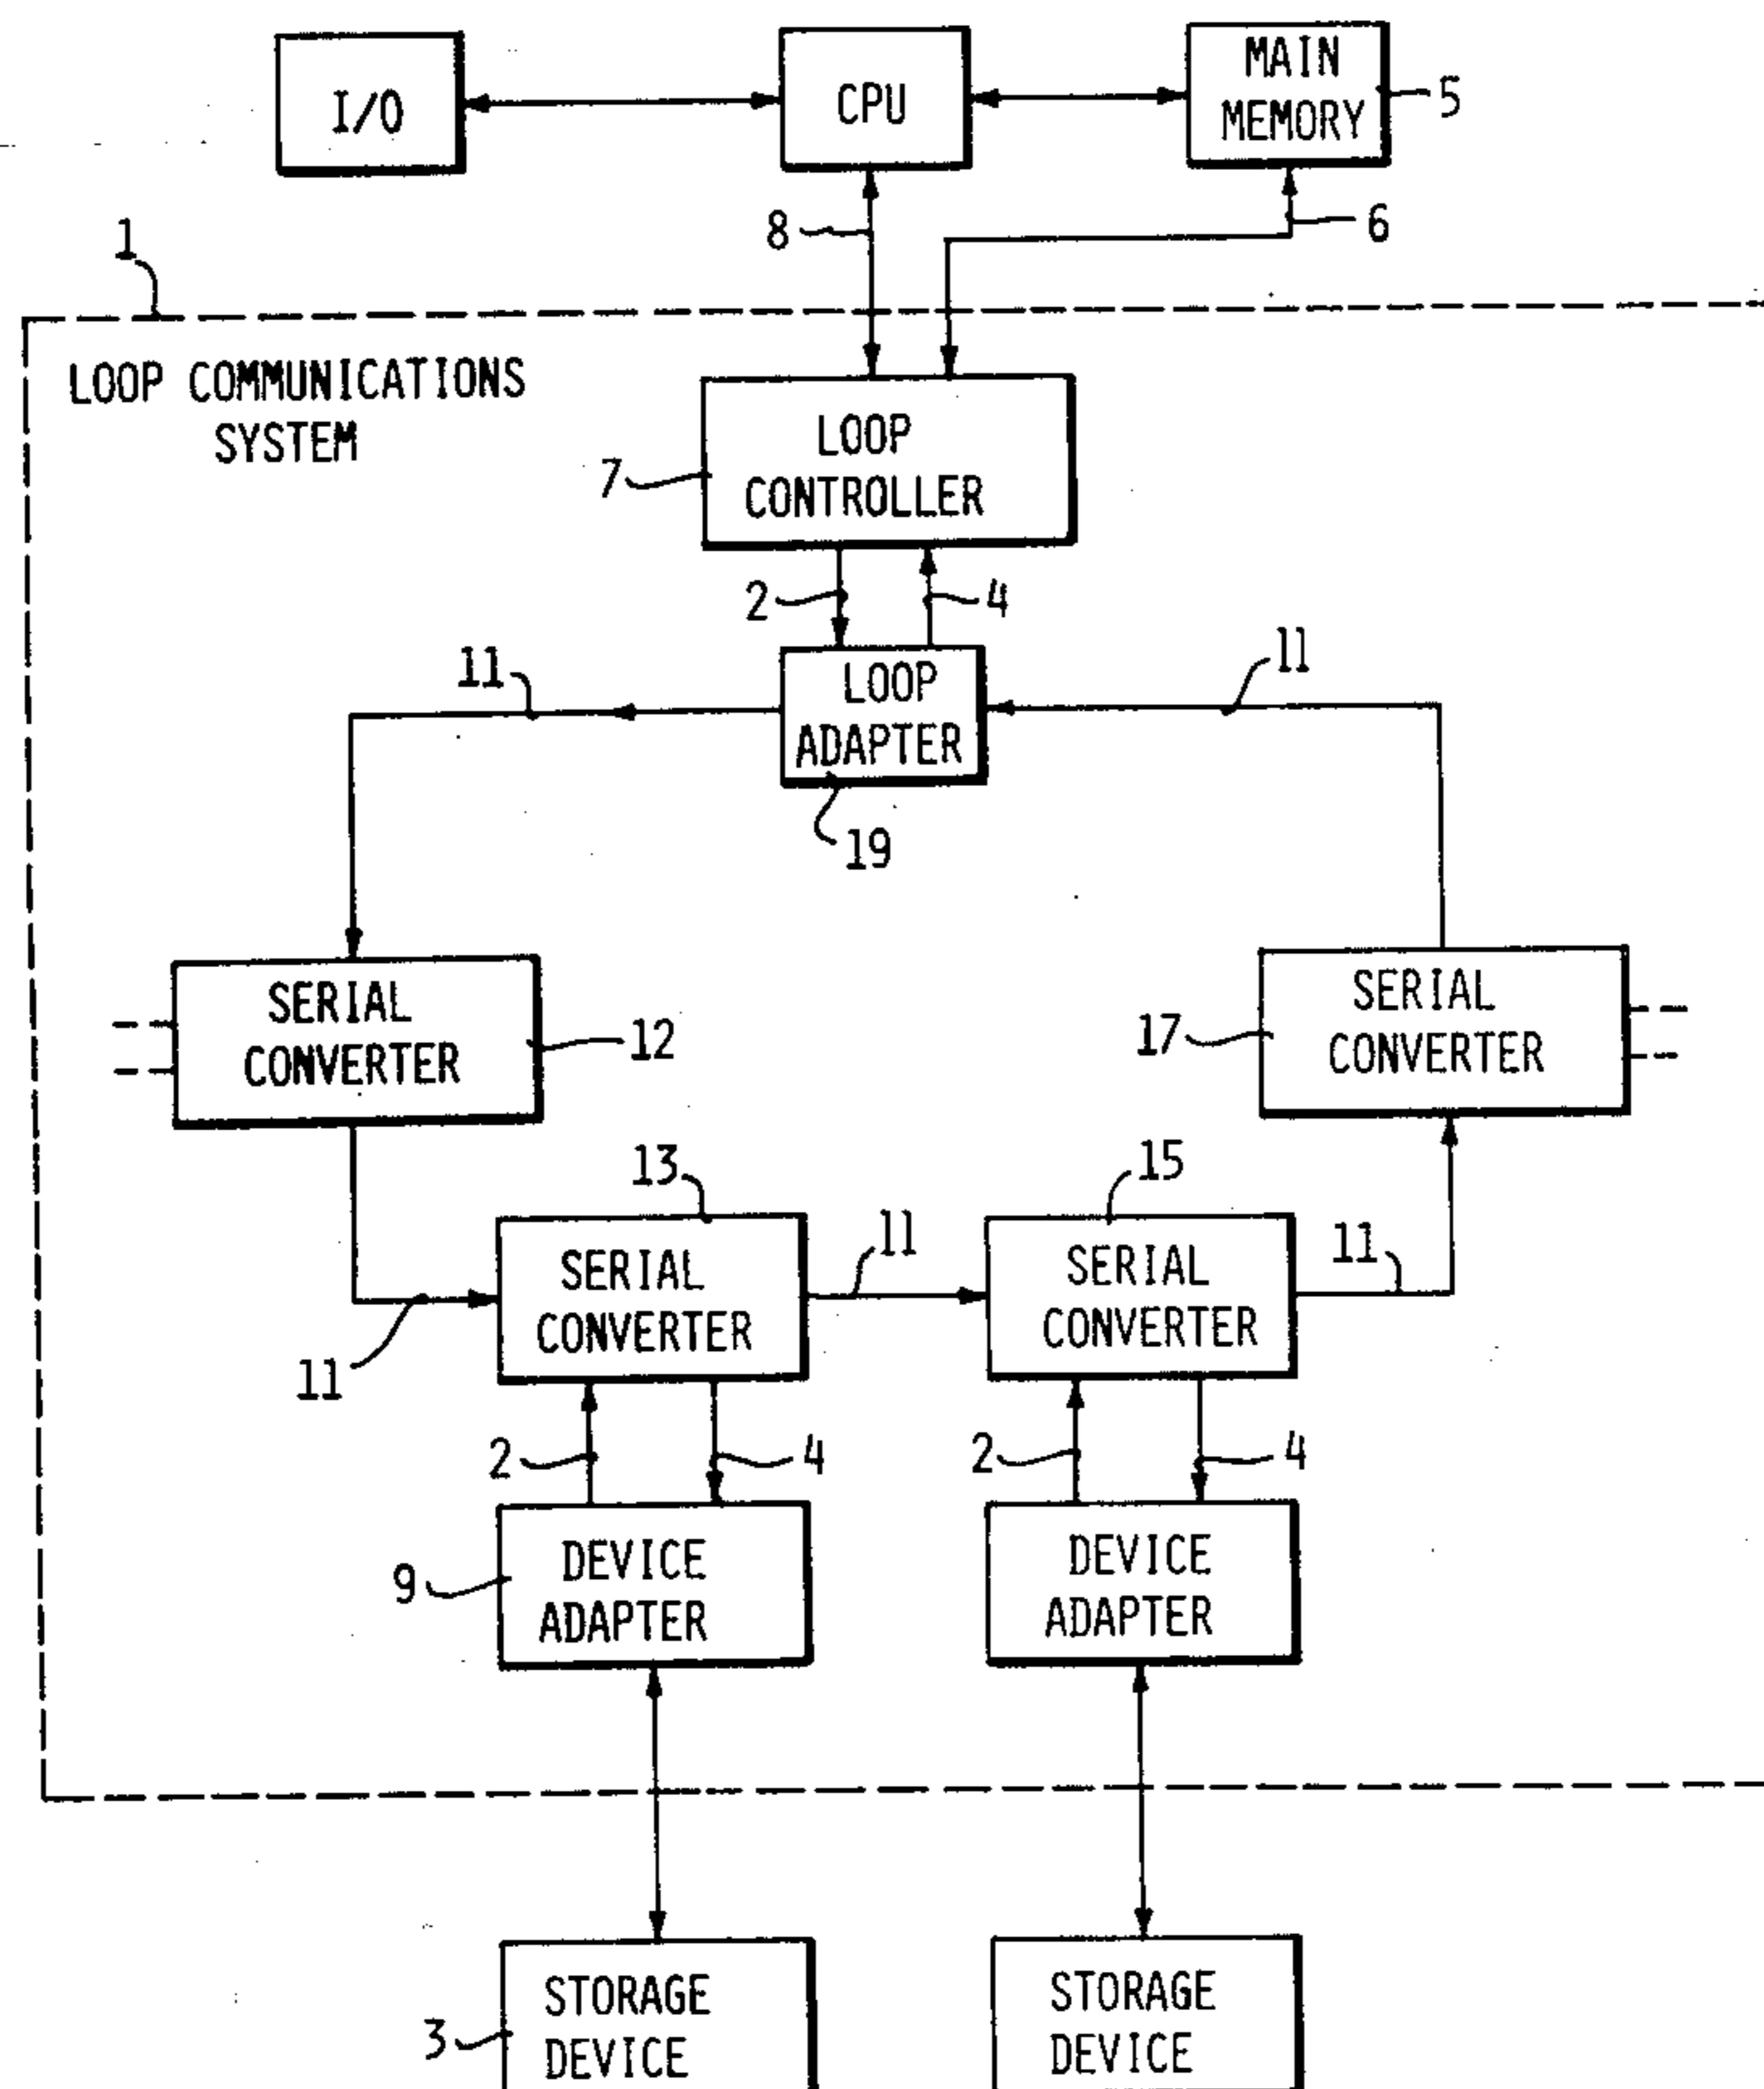 I/O
CPU
MAIN
MEMORY
5
8
6
1
LOOP COMMUNICATIONS
SYSTEM
LOOP
CONTROLLER
7
2
4
11
11
LOOP
ADAPTER
19
SERIAL
CONVERTER
12
17
SERIAL
CONVERTER
13
15
11
11
SERIAL
CONVERTER
SERIAL
CONVERTER
11
2
4
2
4
9
DEVICE
ADAPTER
DEVICE
ADAPTER
STORAGE
DEVICE
3
STORAGE
DEVICE